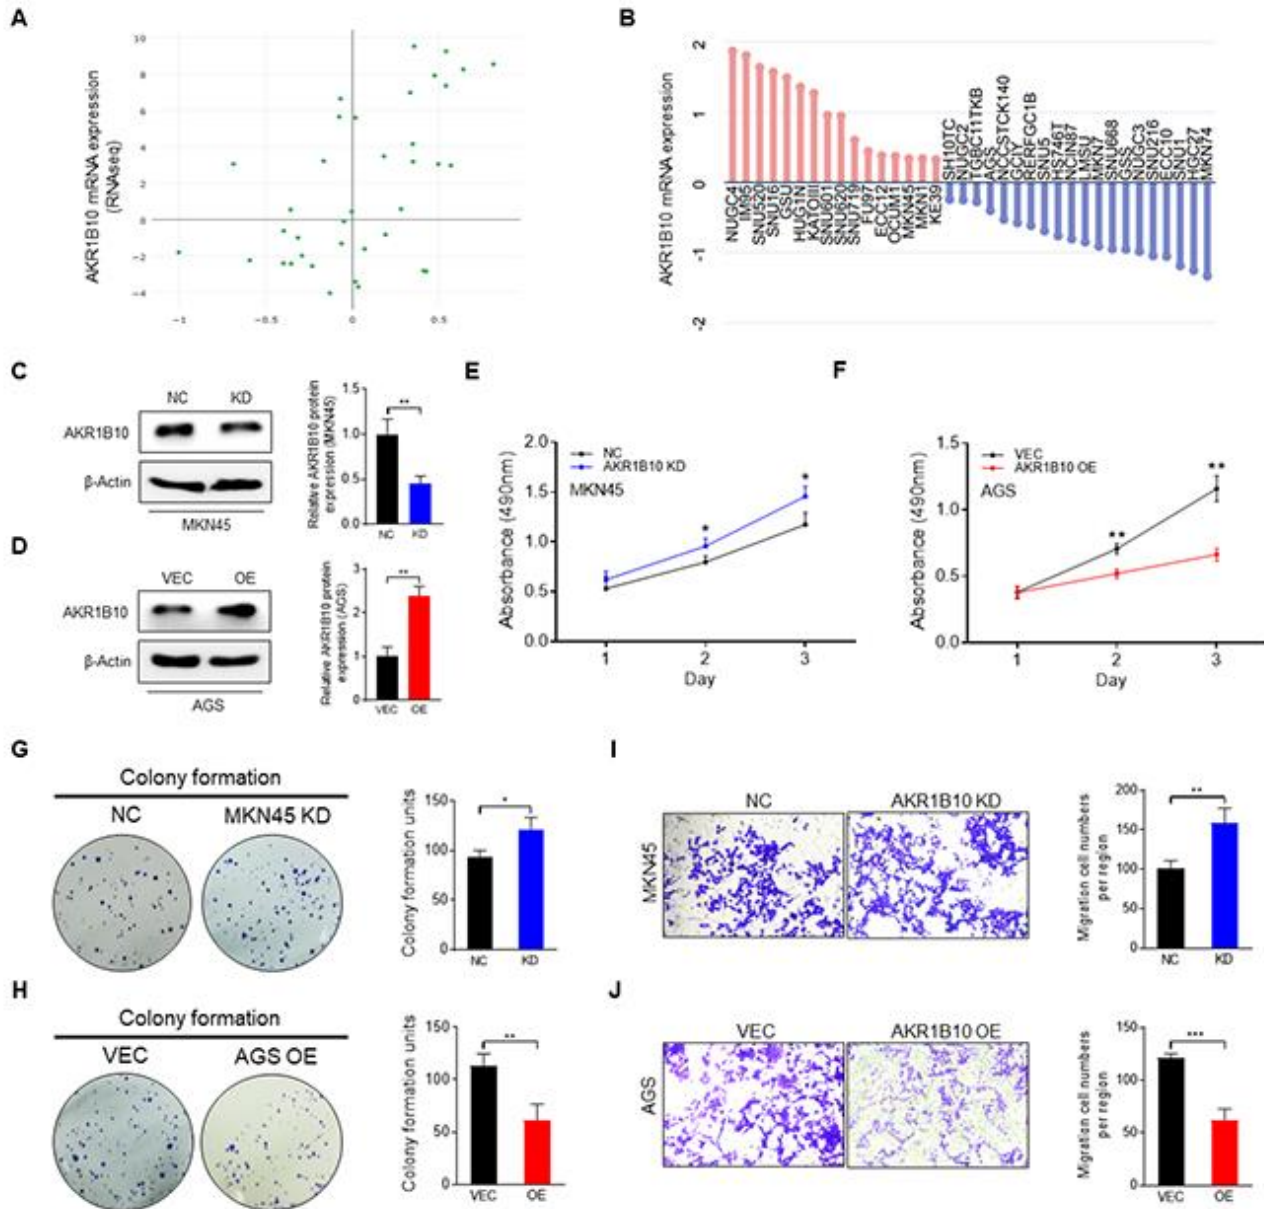 A
AKR1B10 mRNA expression
(RNAseq)
10
8
6
4
2
0
−2
−4
−1
−0.5
0
0.5
B
AKR1B10 mRNA expression
2
1
0
-1
-2
NUGC4
IM95
SNU520
SNU16
GSU
HUG1N
KATOIII
SNU601
SNU620
SNU719
FU97
ECC12
OCUM1
MKN45
MKN1
KE39
SH10TC
NUGC2
TGBC11TKB
AGS
NCCSTCK140
GCIY
RERFGC1B
SNU5
HS746T
NCIN87
LMSU
MKN7
SNU668
GSS
NUGC3
SNU216
ECC10
SNU1
HGC27
MKN74
C
NC KD
AKR1B10
β-Actin
MKN45
Relative AKR1B10 protein
expression (MKN45)
1.5
1.0
0.5
0.0
**
NC KD
D
VEC OE
AKR1B10
β-Actin
AGS
Relative AKR1B10 protein
expression (AGS)
3
2
1
0
**
VEC OE
E
Absorbance (490nm)
2.0
1.5
1.0
0.5
0.0
NC
AKR1B10 KD
MKN45
*
*
1 2 3
Day
F
Absorbance (490nm)
1.5
1.0
0.5
0.0
VEC
AKR1B10 OE
AGS
**
**
1 2 3
Day
G
Colony formation
NC MKN45 KD
Colony formation units
150
100
50
0
*
NC KD
H
Colony formation
VEC AGS OE
Colony formation units
150
100
50
0
**
VEC OE
I
NC AKR1B10 KD
MKN45
Migration cell numbers
per region
200
150
100
50
0
**
NC KD
J
VEC AKR1B10 OE
AGS
Migration cell numbers
per region
150
100
50
0
***
VEC OE